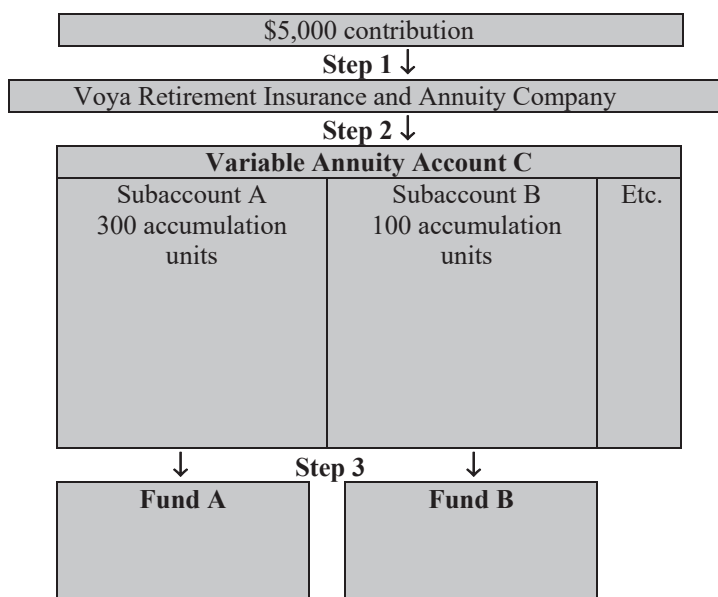 $5,000 contribution
Step 1 ↓
Voya Retirement Insurance and Annuity Company
Step 2 ↓
Variable Annuity Account C
Subaccount A
300 accumulation
units
Subaccount B
100 accumulation
units
Etc.
↓ Step 3 ↓
Fund A
Fund B